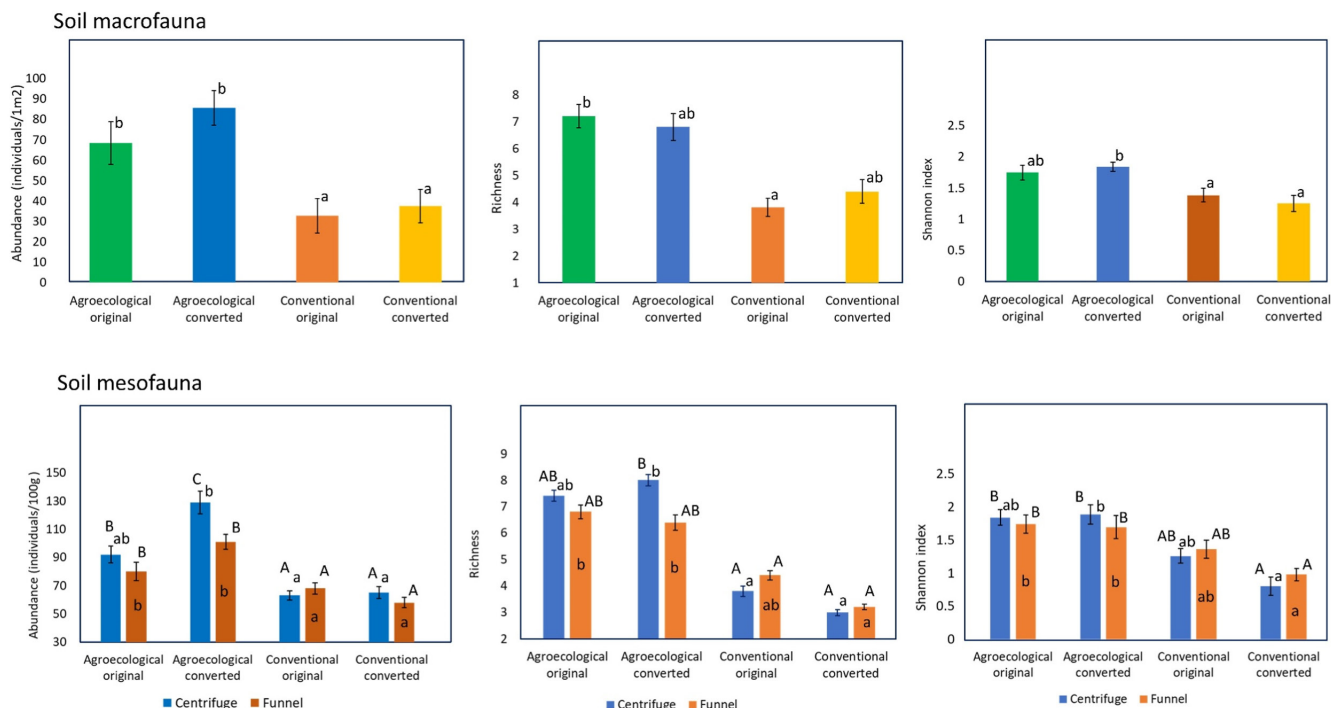 Soil macrofauna
Abundance (individuals/1m2)
100
90
80
70
60
50
40
30
20
10
0
b
b
a
a
Agroecological
original
Agroecological
converted
Conventional
original
Conventional
converted
Richness
8
7
6
5
4
3
2
1
b
ab
a
ab
Agroecological
original
Agroecological
converted
Conventional
original
Conventional
converted
Shannon index
2.5
2
1.5
1
0.5
0
ab
b
a
a
Agroecological
original
Agroecological
converted
Conventional
original
Conventional
converted
Soil mesofauna
Abundance (individuals/100g)
150
130
110
90
70
50
30
B
ab
B
b
C
b
B
b
A
a
A
a
A
a
A
a
Agroecological
original
Agroecological
converted
Conventional
original
Conventional
converted
Centrifuge
Funnel
Richness
9
8
7
6
5
4
3
2
AB
ab
AB
b
B
b
AB
b
A
a
A
ab
A
a
A
a
Agroecological
original
Agroecological
converted
Conventional
original
Conventional
converted
Centrifuge
Funnel
Shannon index
2.5
2
1.5
1
0.5
0
B
ab
B
b
B
b
B
b
AB
ab
AB
ab
A
a
A
a
Agroecological
original
Agroecological
converted
Conventional
original
Conventional
converted
Centrifuge
Funnel